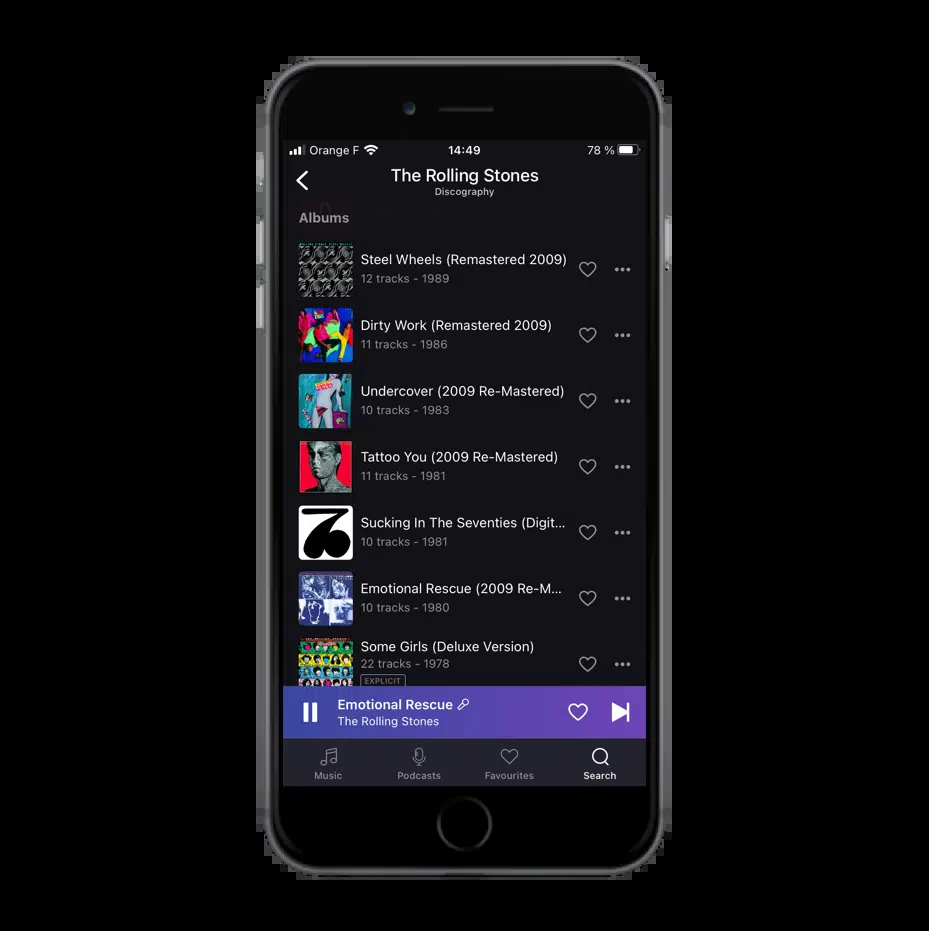 Orange F 14:49 78 %
The Rolling Stones
Discography
Albums
Steel Wheels (Remastered 2009)
12 tracks - 1989
Dirty Work (Remastered 2009)
11 tracks - 1986
Undercover (2009 Re-Mastered)
10 tracks - 1983
Tattoo You (2009 Re-Mastered)
11 tracks - 1981
Sucking In The Seventies (Digit...
10 tracks - 1981
Emotional Rescue (2009 Re-M...
10 tracks - 1980
Some Girls (Deluxe Version)
22 tracks - 1978
EXPLICIT
Emotional Rescue
The Rolling Stones
Music Podcasts Favourites Search